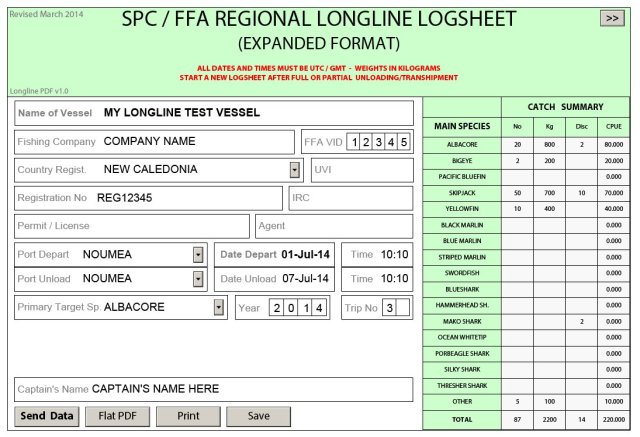 Revised March 2014
SPC / FFA REGIONAL LONGLINE LOGSHEET
>>
(EXPANDED FORMAT)
ALL DATES AND TIMES MUST BE UTC / GMT - WEIGHTS IN KILOGRAMS
START A NEW LOGSHEET AFTER FULL OR PARTIAL UNLOADING/TRANSHIPMENT
Longline PDF v1.0
Name of Vessel MY LONGLINE TEST VESSEL
Fishing Company COMPANY NAME FFA VID 1 2 3 4 5
Country Regist. NEW CALEDONIA UVI
Registration No REG12345 IRC
Permit / License Agent
Port Depart NOUMEA Date Depart 01-Jul-14 Time 10:10
Port Unload NOUMEA Date Unload 07-Jul-14 Time 10:10
Primary Target Sp. ALBACORE Year 2 0 1 4 Trip No 3
Captain's Name CAPTAIN'S NAME HERE
Send Data Flat PDF Print Save
CATCH SUMMARY
MAIN SPECIES No Kg Disc CPUE
ALBACORE 20 800 2 80.000
BIGEYE 2 200 20.000
PACIFIC BLUEFIN 0.000
SKIPJACK 50 700 10 70.000
YELLOWFIN 10 400 40.000
BLACK MARLIN 0.000
BLUE MARLIN 0.000
STRIPED MARLIN 0.000
SWORDFISH 0.000
BLUESHARK 0.000
HAMMERHEAD SH. 0.000
MAKO SHARK 2 0.000
OCEAN WHITETIP 0.000
PORBEAGLE SHARK 0.000
SILKY SHARK 0.000
THRESHER SHARK 0.000
OTHER 5 100 10.000
TOTAL 87 2200 14 220.000